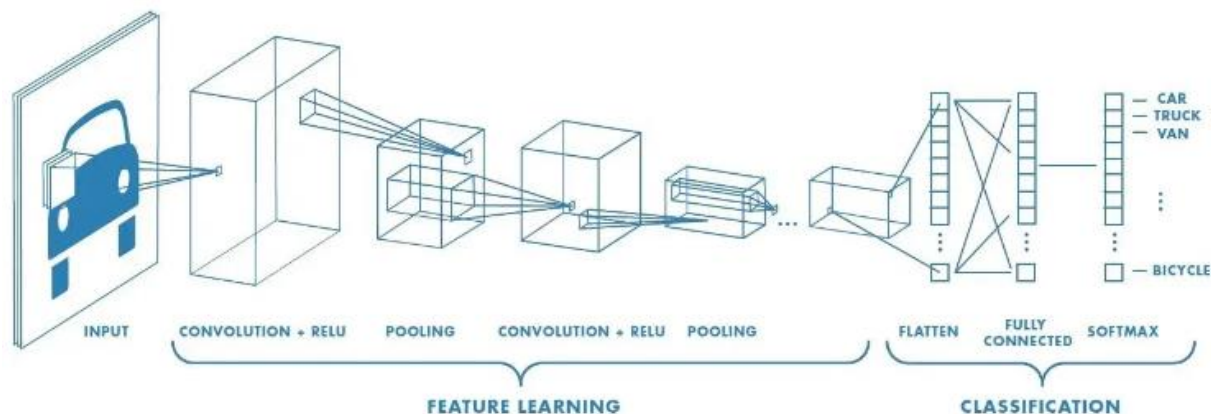 CAR
TRUCK
VAN
BICYCLE
INPUT
CONVOLUTION + RELU
POOLING
CONVOLUTION + RELU
POOLING
FLATTEN
FULLY
CONNECTED
SOFTMAX
FEATURE LEARNING
CLASSIFICATION